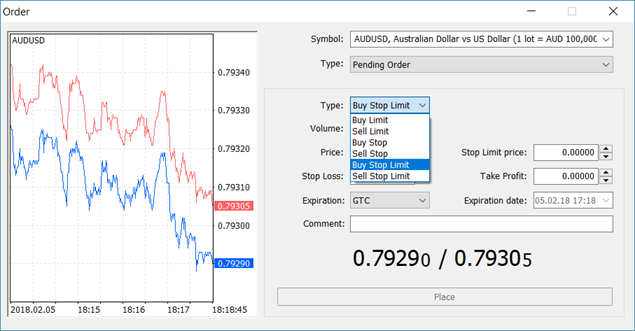 Order
Symbol: AUDUSD, Australian Dollar vs US Dollar (1 lot = AUD 100,000
Type: Pending Order
AUDUSD
0.79340
0.79330
0.79320
0.79310
0.79305
0.79300
0.79290
2018.02.05 18:15 18:16 18:17 18:18:45
Type: Buy Stop Limit
Buy Limit
Volume: Sell Limit
Buy Stop
Price: Sell Stop Stop Limit price: 0.00000
Buy Stop Limit
Stop Loss: Sell Stop Limit Take Profit: 0.00000
Expiration: GTC Expiration date: 05.02.18 17:18
Comment:
0.79290 / 0.79305
Place